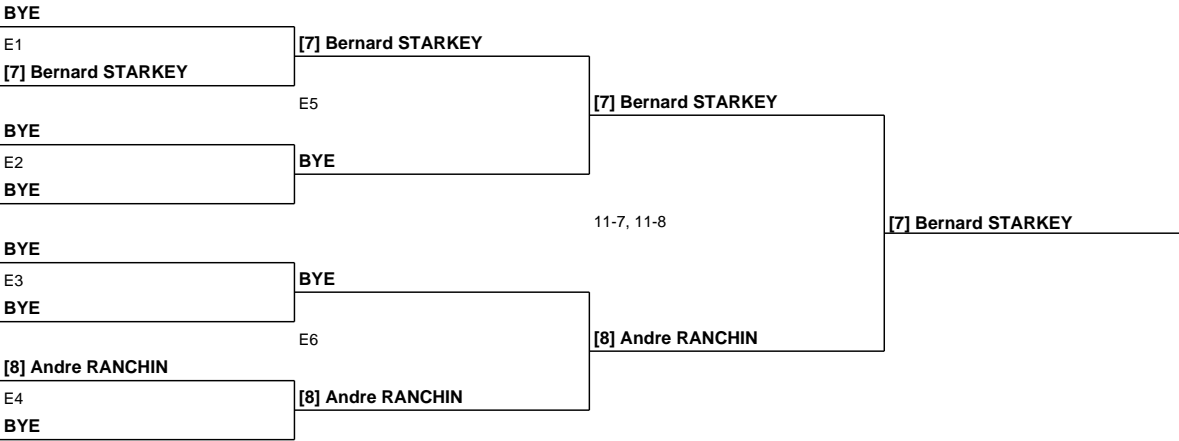 BYE
E1
[7] Bernard STARKEY
[7] Bernard STARKEY
E5
[7] Bernard STARKEY
BYE
E2
BYE
BYE
11-7, 11-8
[7] Bernard STARKEY
BYE
E3
BYE
BYE
E6
[8] Andre RANCHIN
[8] Andre RANCHIN
E4
[8] Andre RANCHIN
BYE